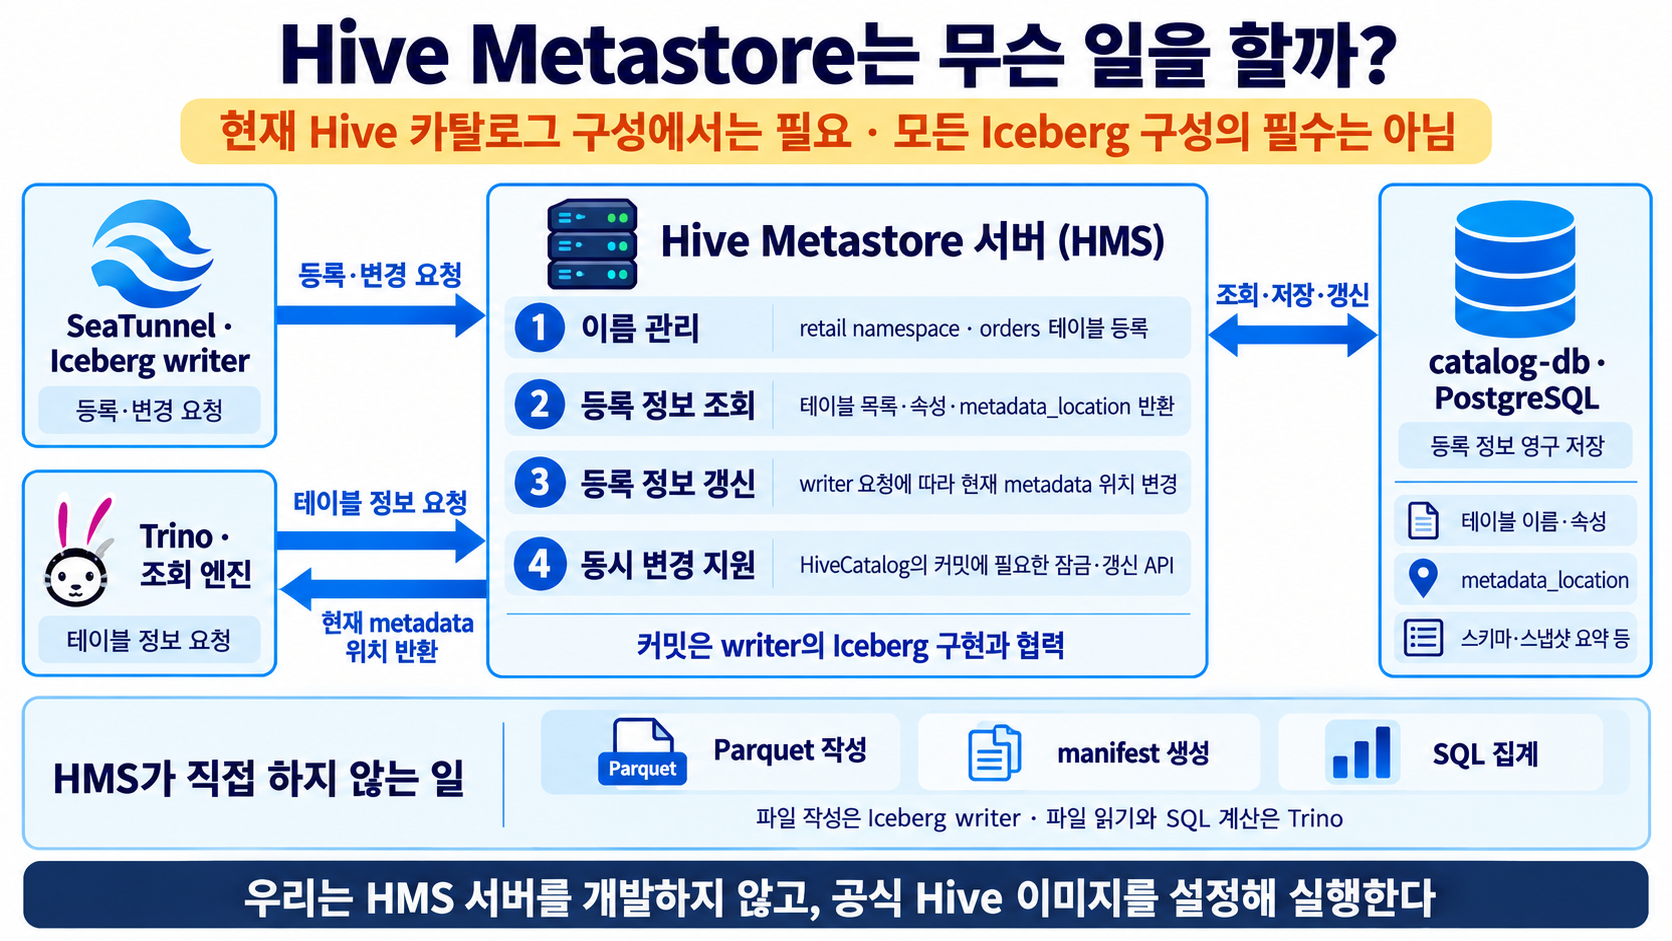 Hive Metastore는 무슨 일을 할까?
현재 Hive 카탈로그 구성에서는 필요 · 모든 Iceberg 구성의 필수는 아님
SeaTunnel ·
Iceberg writer
등록·변경 요청
등록·변경 요청
Trino ·
조회 엔진
테이블 정보 요청
테이블 정보 요청
현재 metadata
위치 반환
Hive Metastore 서버 (HMS)
1 이름 관리 retail namespace · orders 테이블 등록
2 등록 정보 조회 테이블 목록·속성·metadata_location 반환
3 등록 정보 갱신 writer 요청에 따라 현재 metadata 위치 변경
4 동시 변경 지원 HiveCatalog의 커밋에 필요한 잠금·갱신 API
커밋은 writer의 Iceberg 구현과 협력
조회·저장·갱신
catalog-db ·
PostgreSQL
등록 정보 영구 저장
테이블 이름·속성
metadata_location
스키마·스냅샷 요약 등
HMS가 직접 하지 않는 일
Parquet
Parquet 작성
manifest 생성
SQL 집계
파일 작성은 Iceberg writer · 파일 읽기와 SQL 계산은 Trino
우리는 HMS 서버를 개발하지 않고, 공식 Hive 이미지를 설정해 실행한다